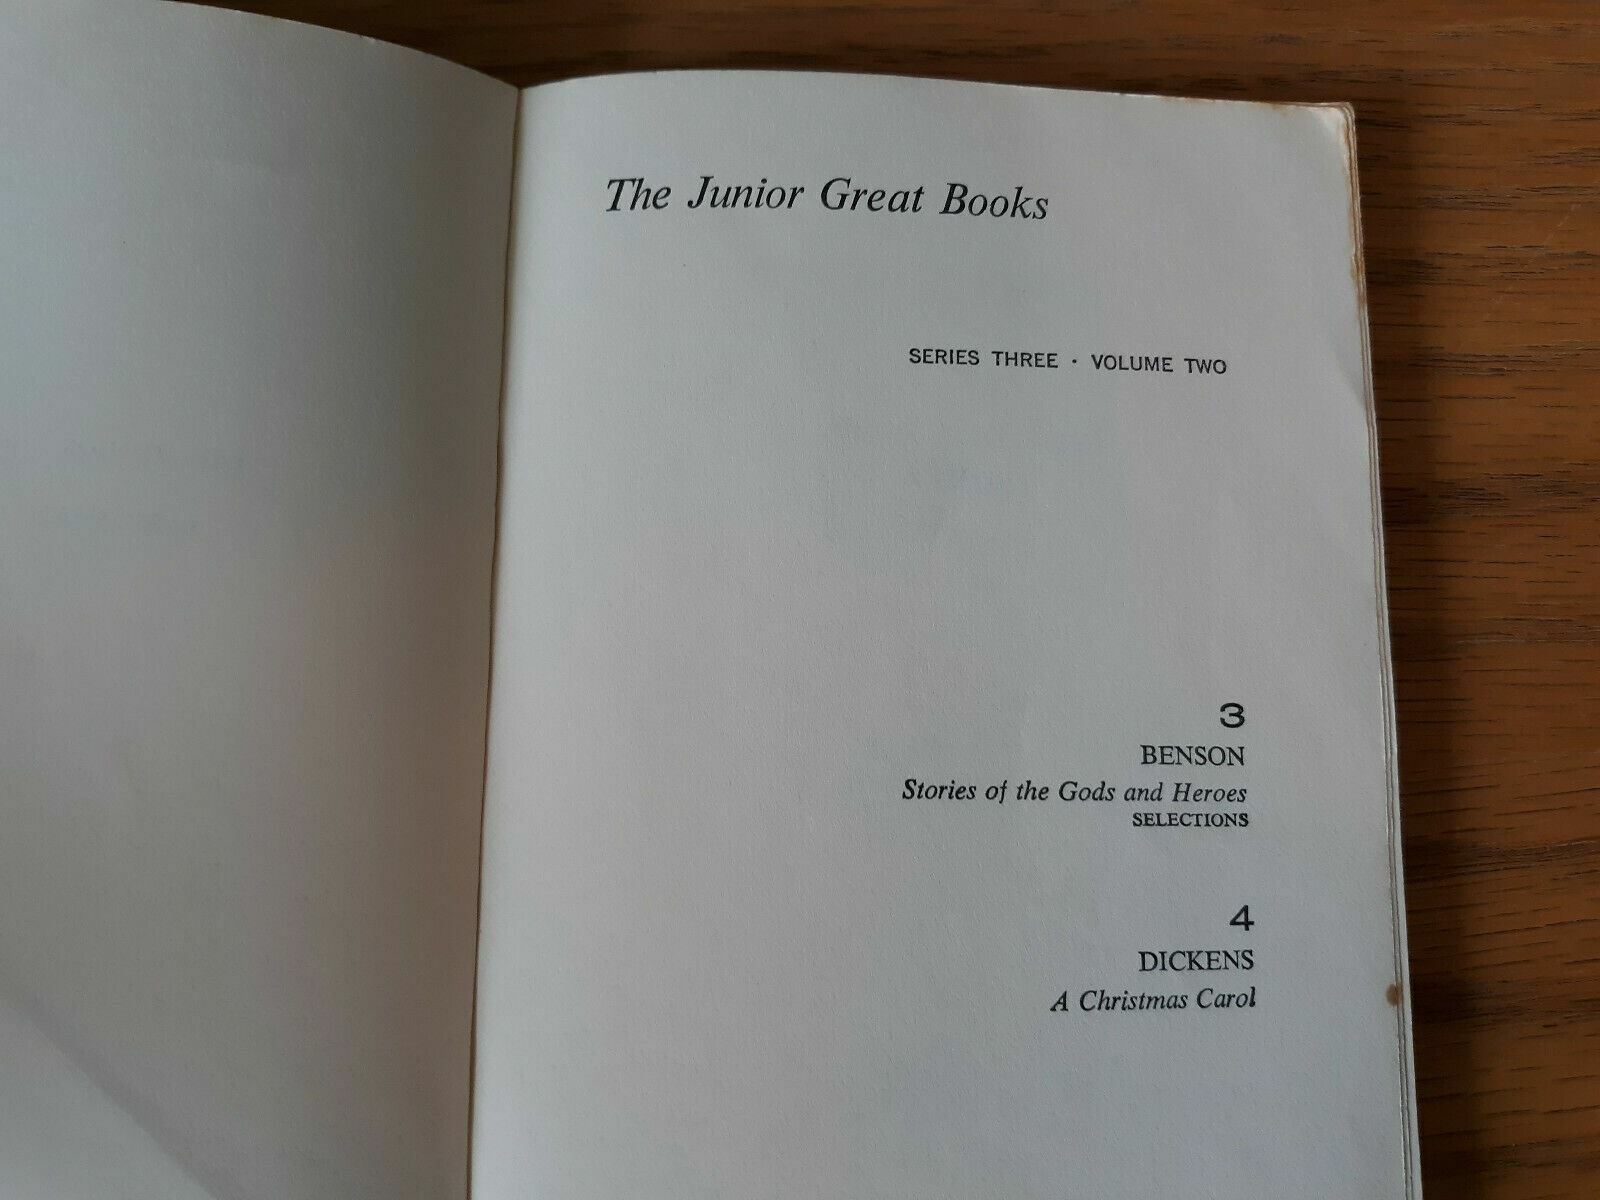 The Junior Great Books
SERIES THREE · VOLUME TWO
3
BENSON
Stories of the Gods and Heroes
SELECTIONS
4
DICKENS
A Christmas Carol